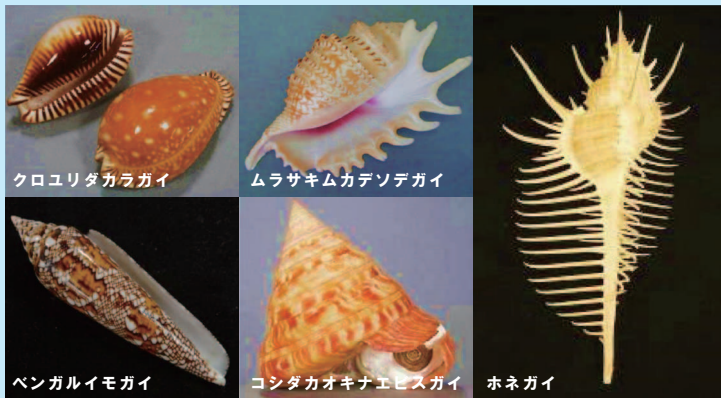 クロユリダカラガイ
ムラサキムカデソデガイ
ベンガルイモガイ
コシダカオキナエビスガイ
ホネガイ